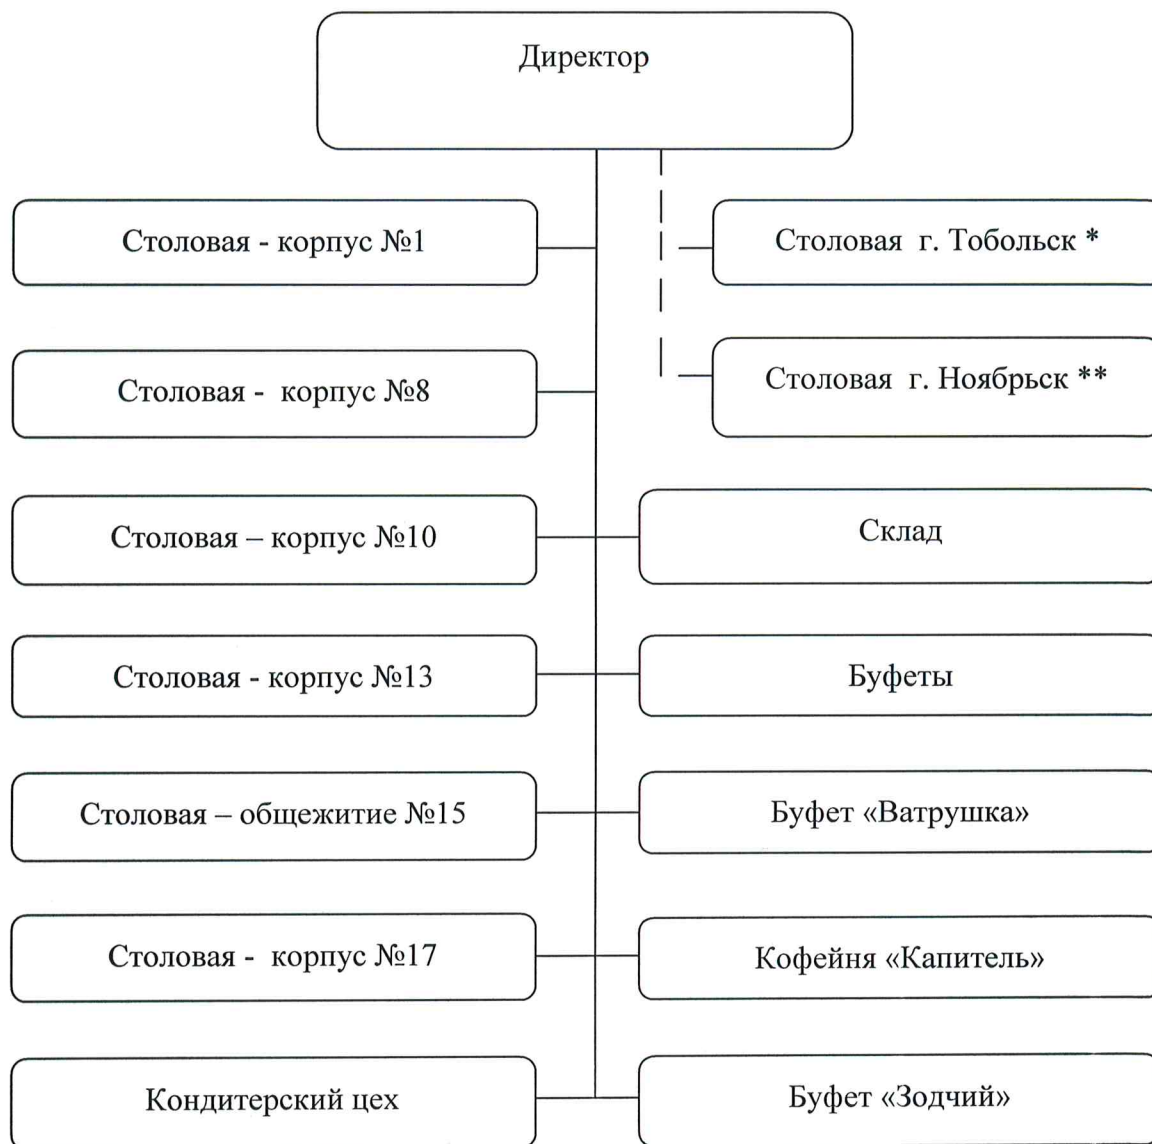 Директор
Столовая - корпус №1
Столовая г. Тобольск *
Столовая - корпус №8
Столовая г. Ноябрьск **
Столовая – корпус №10
Склад
Столовая - корпус №13
Буфеты
Столовая – общежитие №15
Буфет «Ватрушка»
Столовая - корпус №17
Кофейня «Капитель»
Кондитерский цех
Буфет «Зодчий»